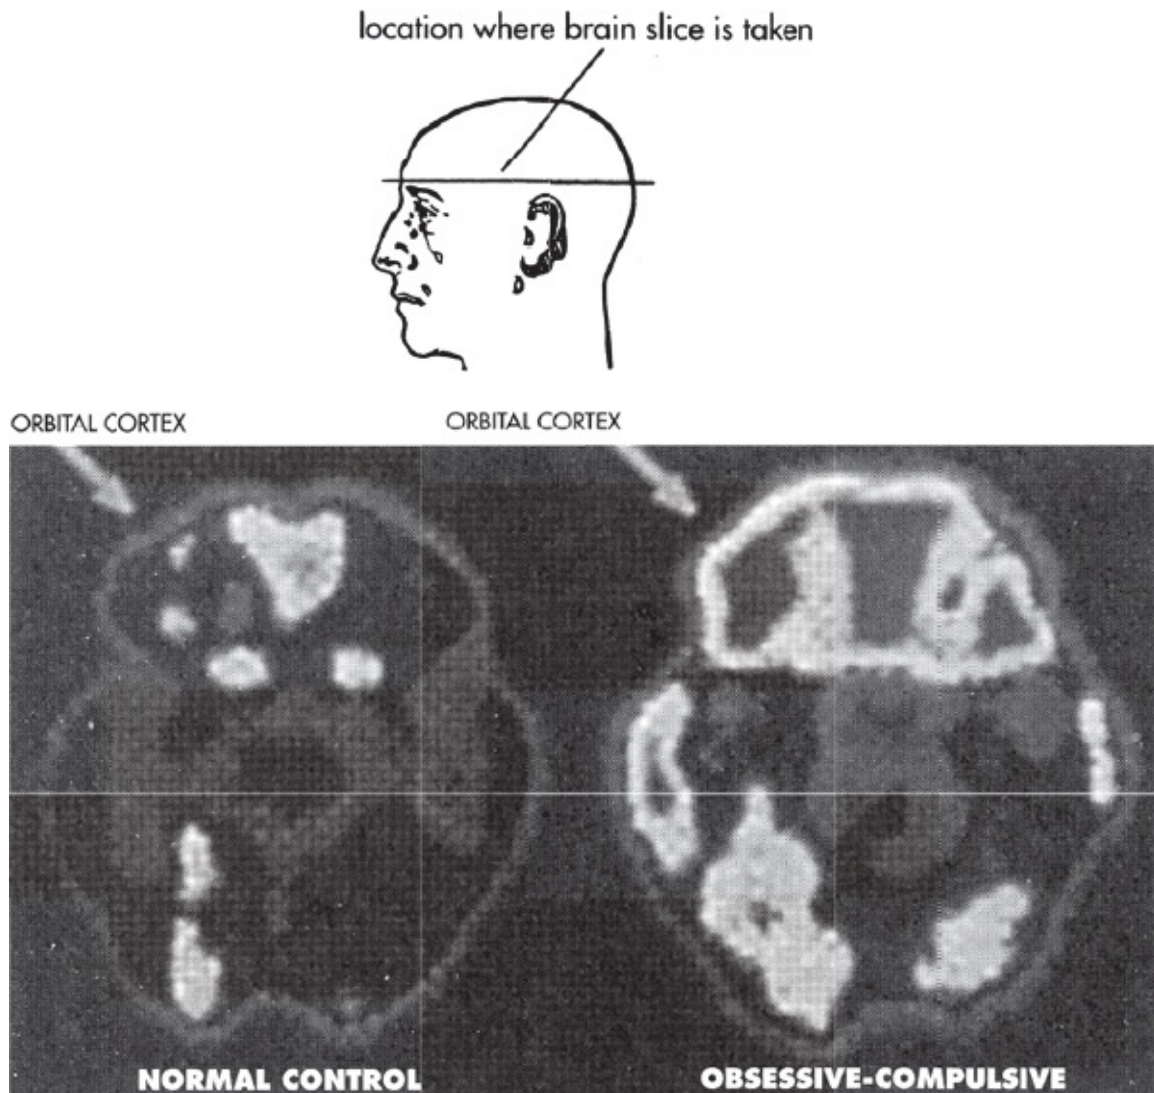 location where brain slice is taken
ORBITAL CORTEX
ORBITAL CORTEX
NORMAL CONTROL
OBSESSIVE-COMPULSIVE